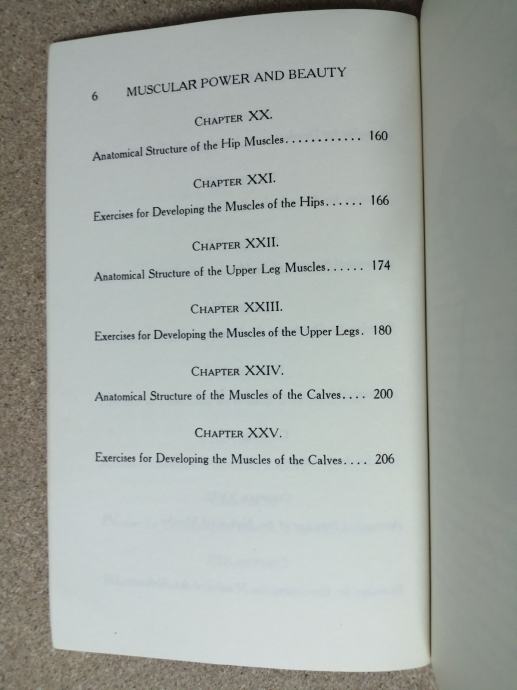 6 MUSCULAR POWER AND BEAUTY
CHAPTER XX.
Anatomical Structure of the Hip Muscles............ 160
CHAPTER XXI.
Exercises for Developing the Muscles of the Hips...... 166
CHAPTER XXII.
Anatomical Structure of the Upper Leg Muscles...... 174
CHAPTER XXIII.
Exercises for Developing the Muscles of the Upper Legs. 180
CHAPTER XXIV.
Anatomical Structure of the Muscles of the Calves.... 200
CHAPTER XXV.
Exercises for Developing the Muscles of the Calves.... 206